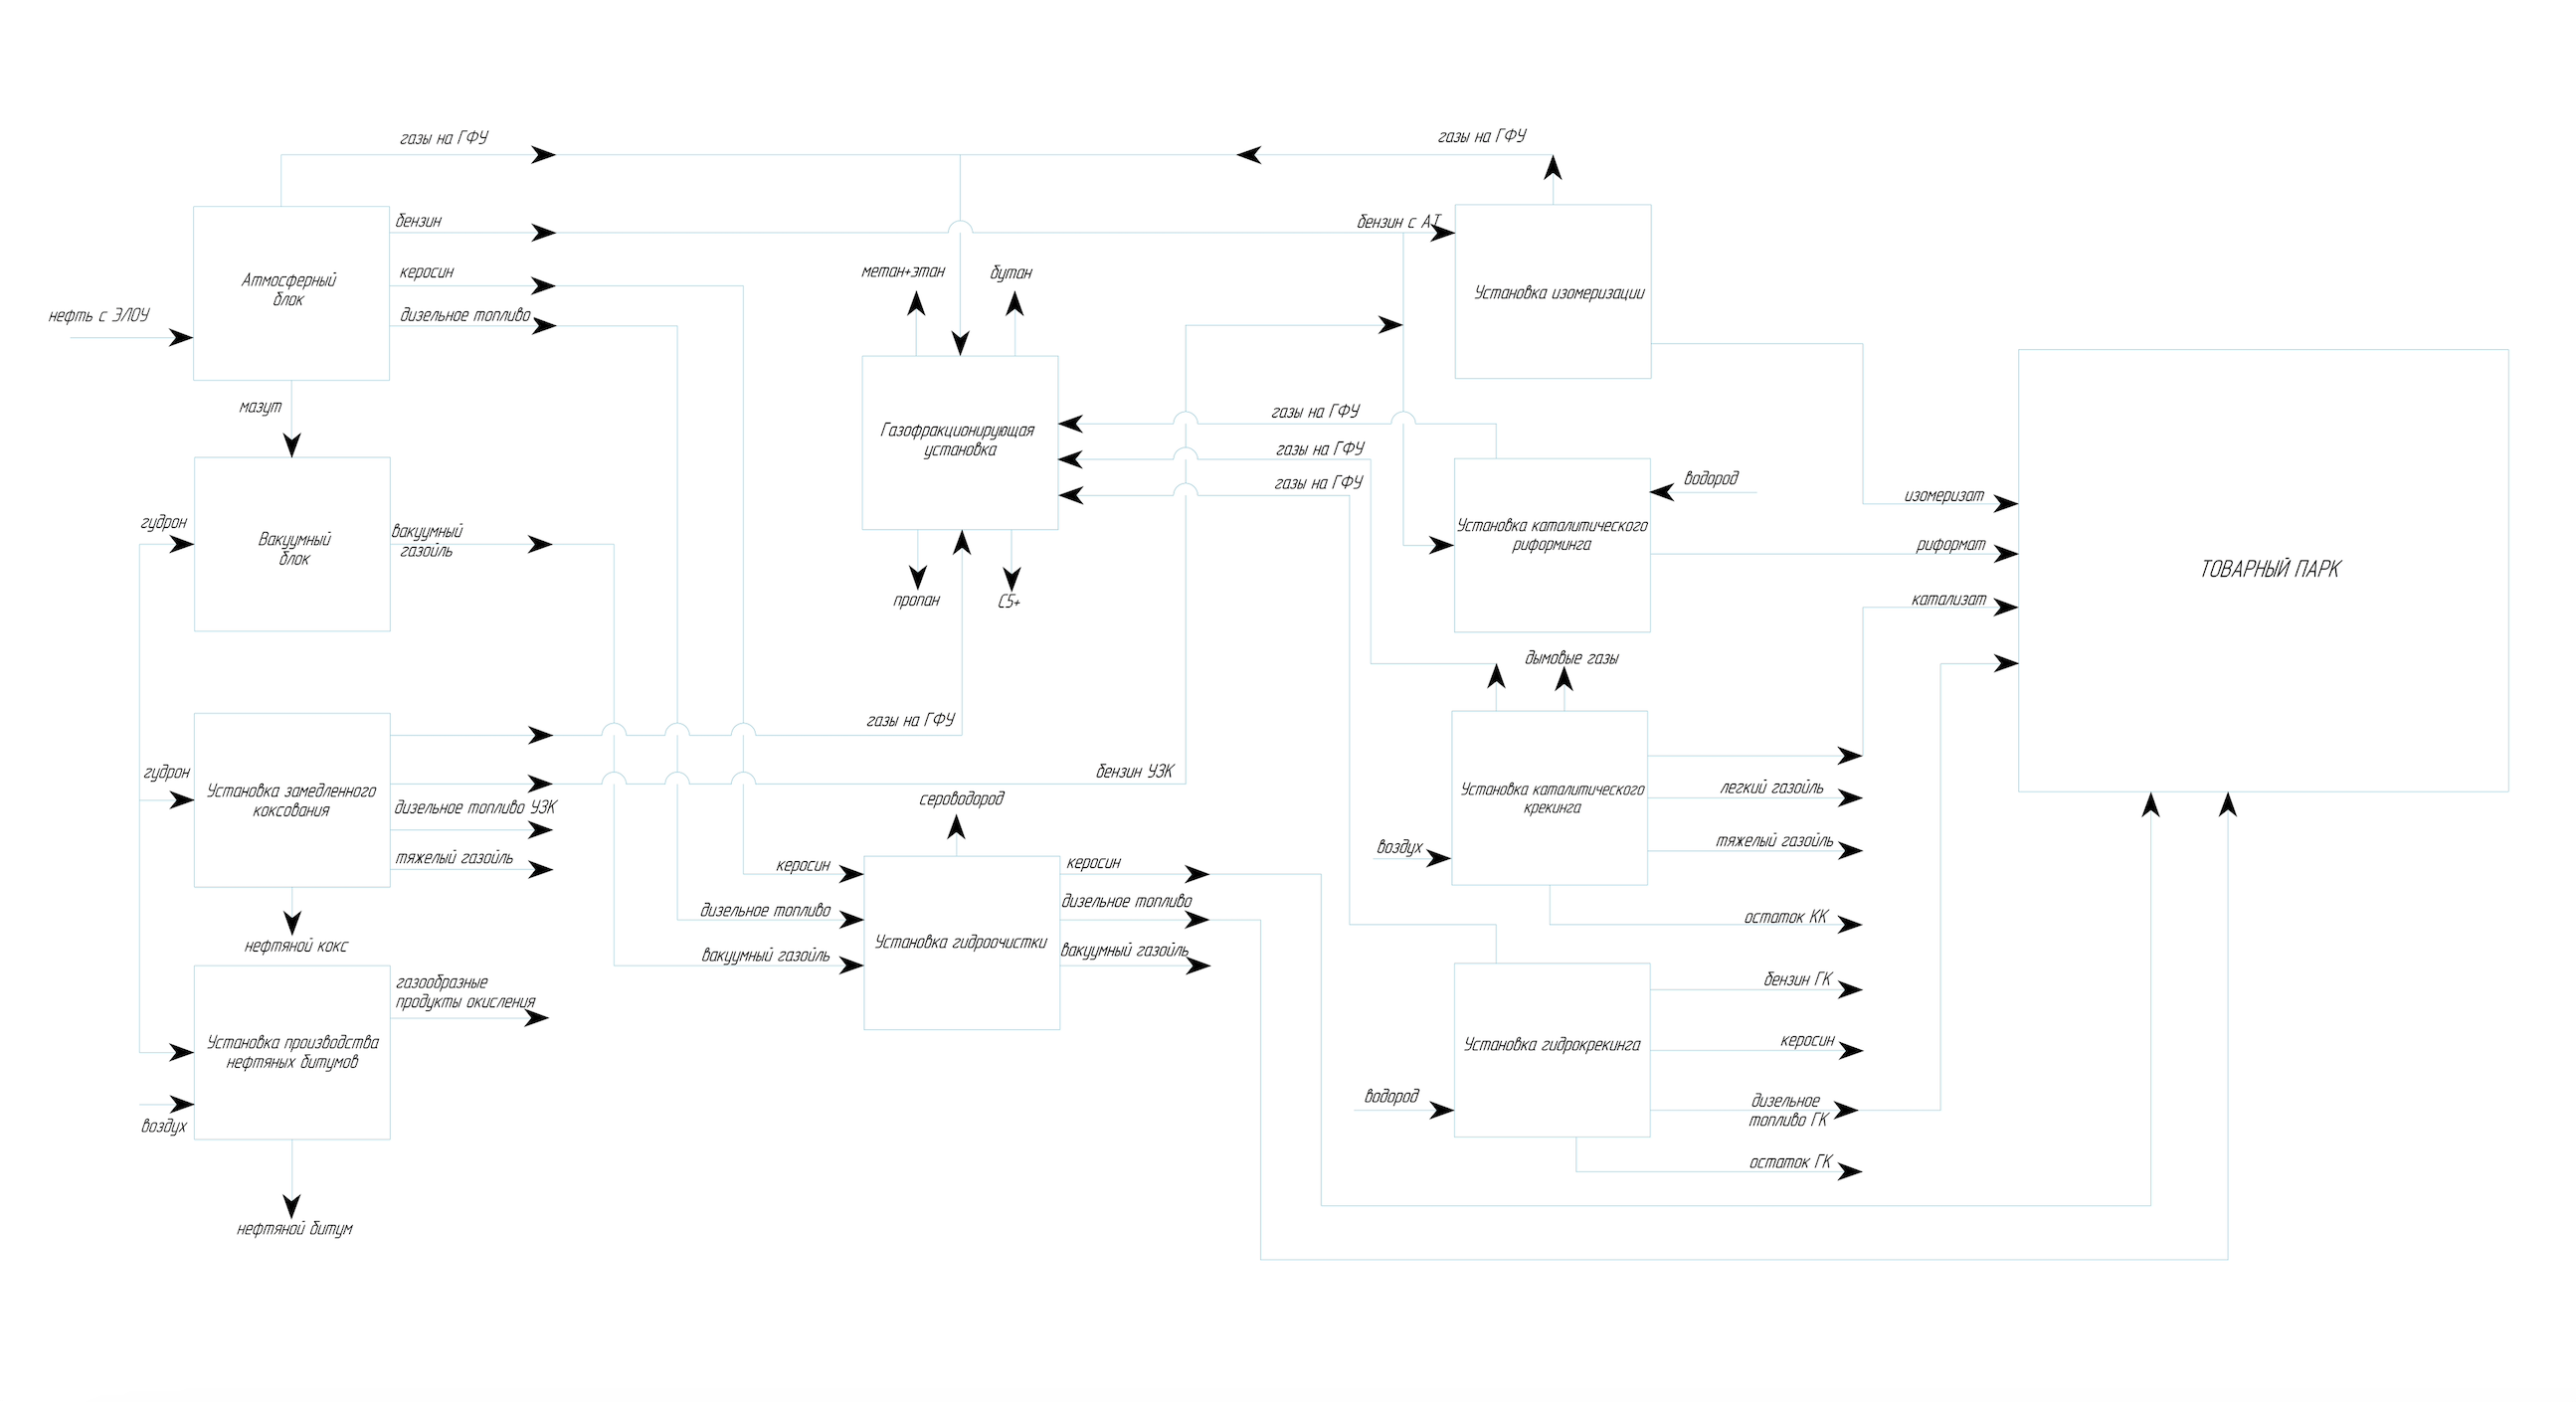 газы на ГФУ
газы на ГФУ
бензин
бензин с АТ
керосин
дизельное топливо
нефть с ЭЛОУ
Атмосферный
блок
мазут
метан+этан
бутан
Установка изомеризации
Газофракционирующая
установка
газы на ГФУ
газы на ГФУ
газы на ГФУ
водород
изомеризат
гудрон
Вакуумный
блок
вакуумный
газойль
Установка каталитического
риформинга
риформат
ТОВАРНЫЙ ПАРК
пропан
С5+
катализат
дымовые газы
газы на ГФУ
гудрон
Установка замедленного
коксования
бензин УЗК
дизельное топливо УЗК
тяжелый газойль
сероводород
Установка каталитического
крекинга
легкий газойль
тяжелый газойль
воздух
керосин
керосин
дизельное топливо
дизельное топливо
остаток КК
нефтяной кокс
Установка гидроочистки
вакуумный газойль
вакуумный газойль
газообразные
продукты окисления
бензин ГК
Установка производства
нефтяных битумов
Установка гидрокрекинга
керосин
воздух
водород
дизельное
топливо ГК
остаток ГК
нефтяной битум